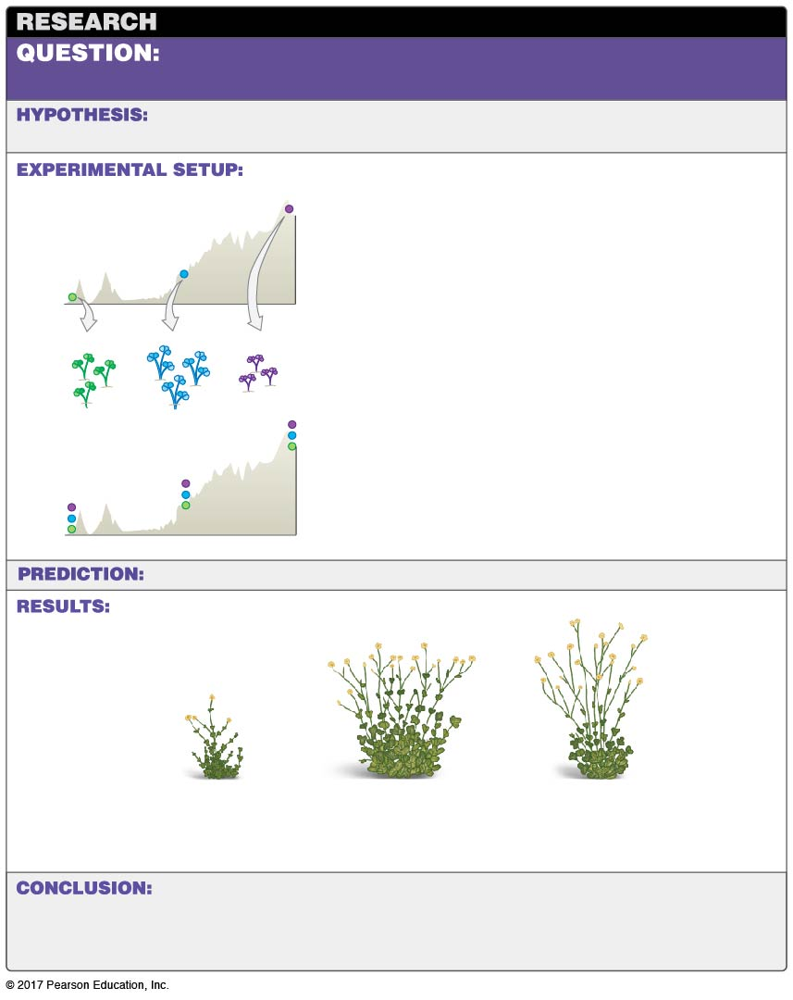 RESEARCH
QUESTION:
HYPOTHESIS:
EXPERIMENTAL SETUP:
PREDICTION:
RESULTS:
CONCLUSION:
© 2017 Pearson Education, Inc.